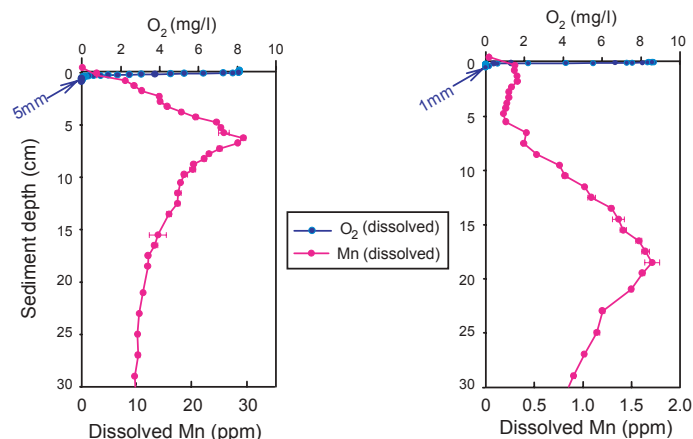 O2 (mg/l)
0 2 4 6 8 10
0
5
10
15
20
25
30
Sediment depth (cm)
5mm
0 10 20 30
Dissolved Mn (ppm)
O2 (dissolved)
Mn (dissolved)
O2 (mg/l)
0 2 4 6 8 10
0
5
10
15
20
25
30
1mm
0 0.5 1.0 1.5 2.0
Dissolved Mn (ppm)